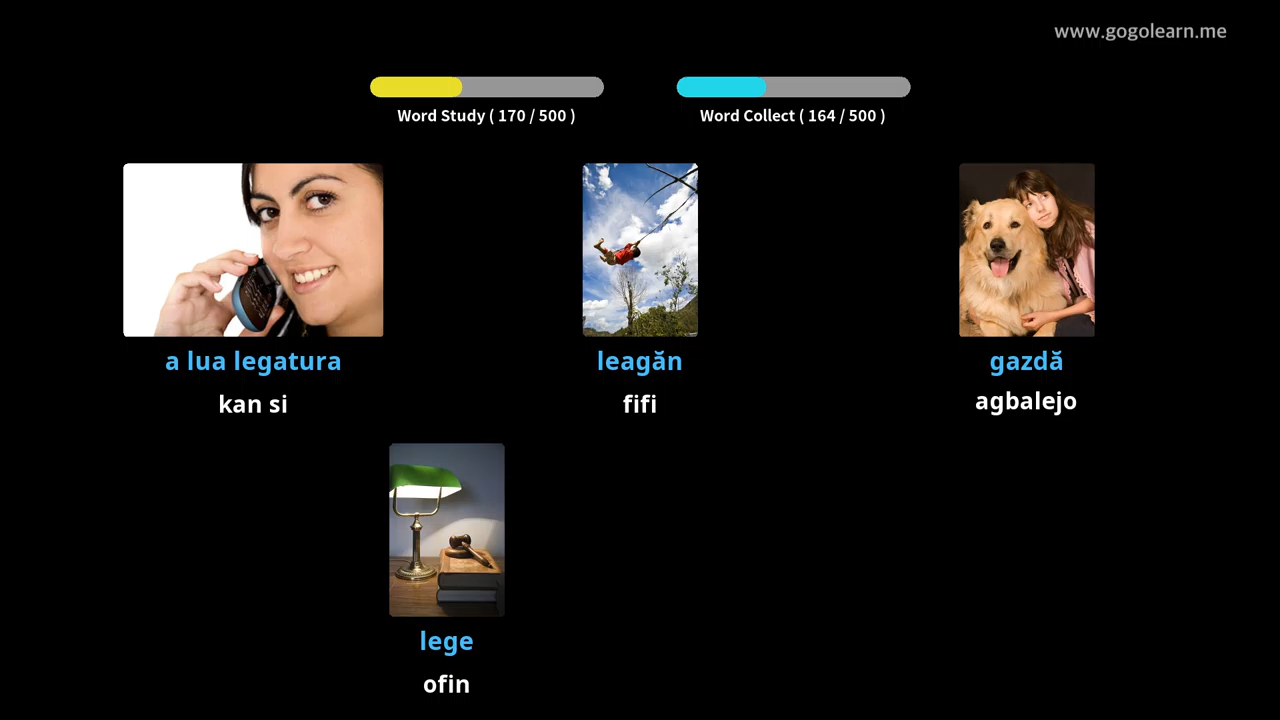 www.gogolearn.me
Word Study ( 170 / 500 )
Word Collect ( 164 / 500 )
a lua legatura
kan si
leagăn
fifi
gazdă
agbalejo
lege
ofin